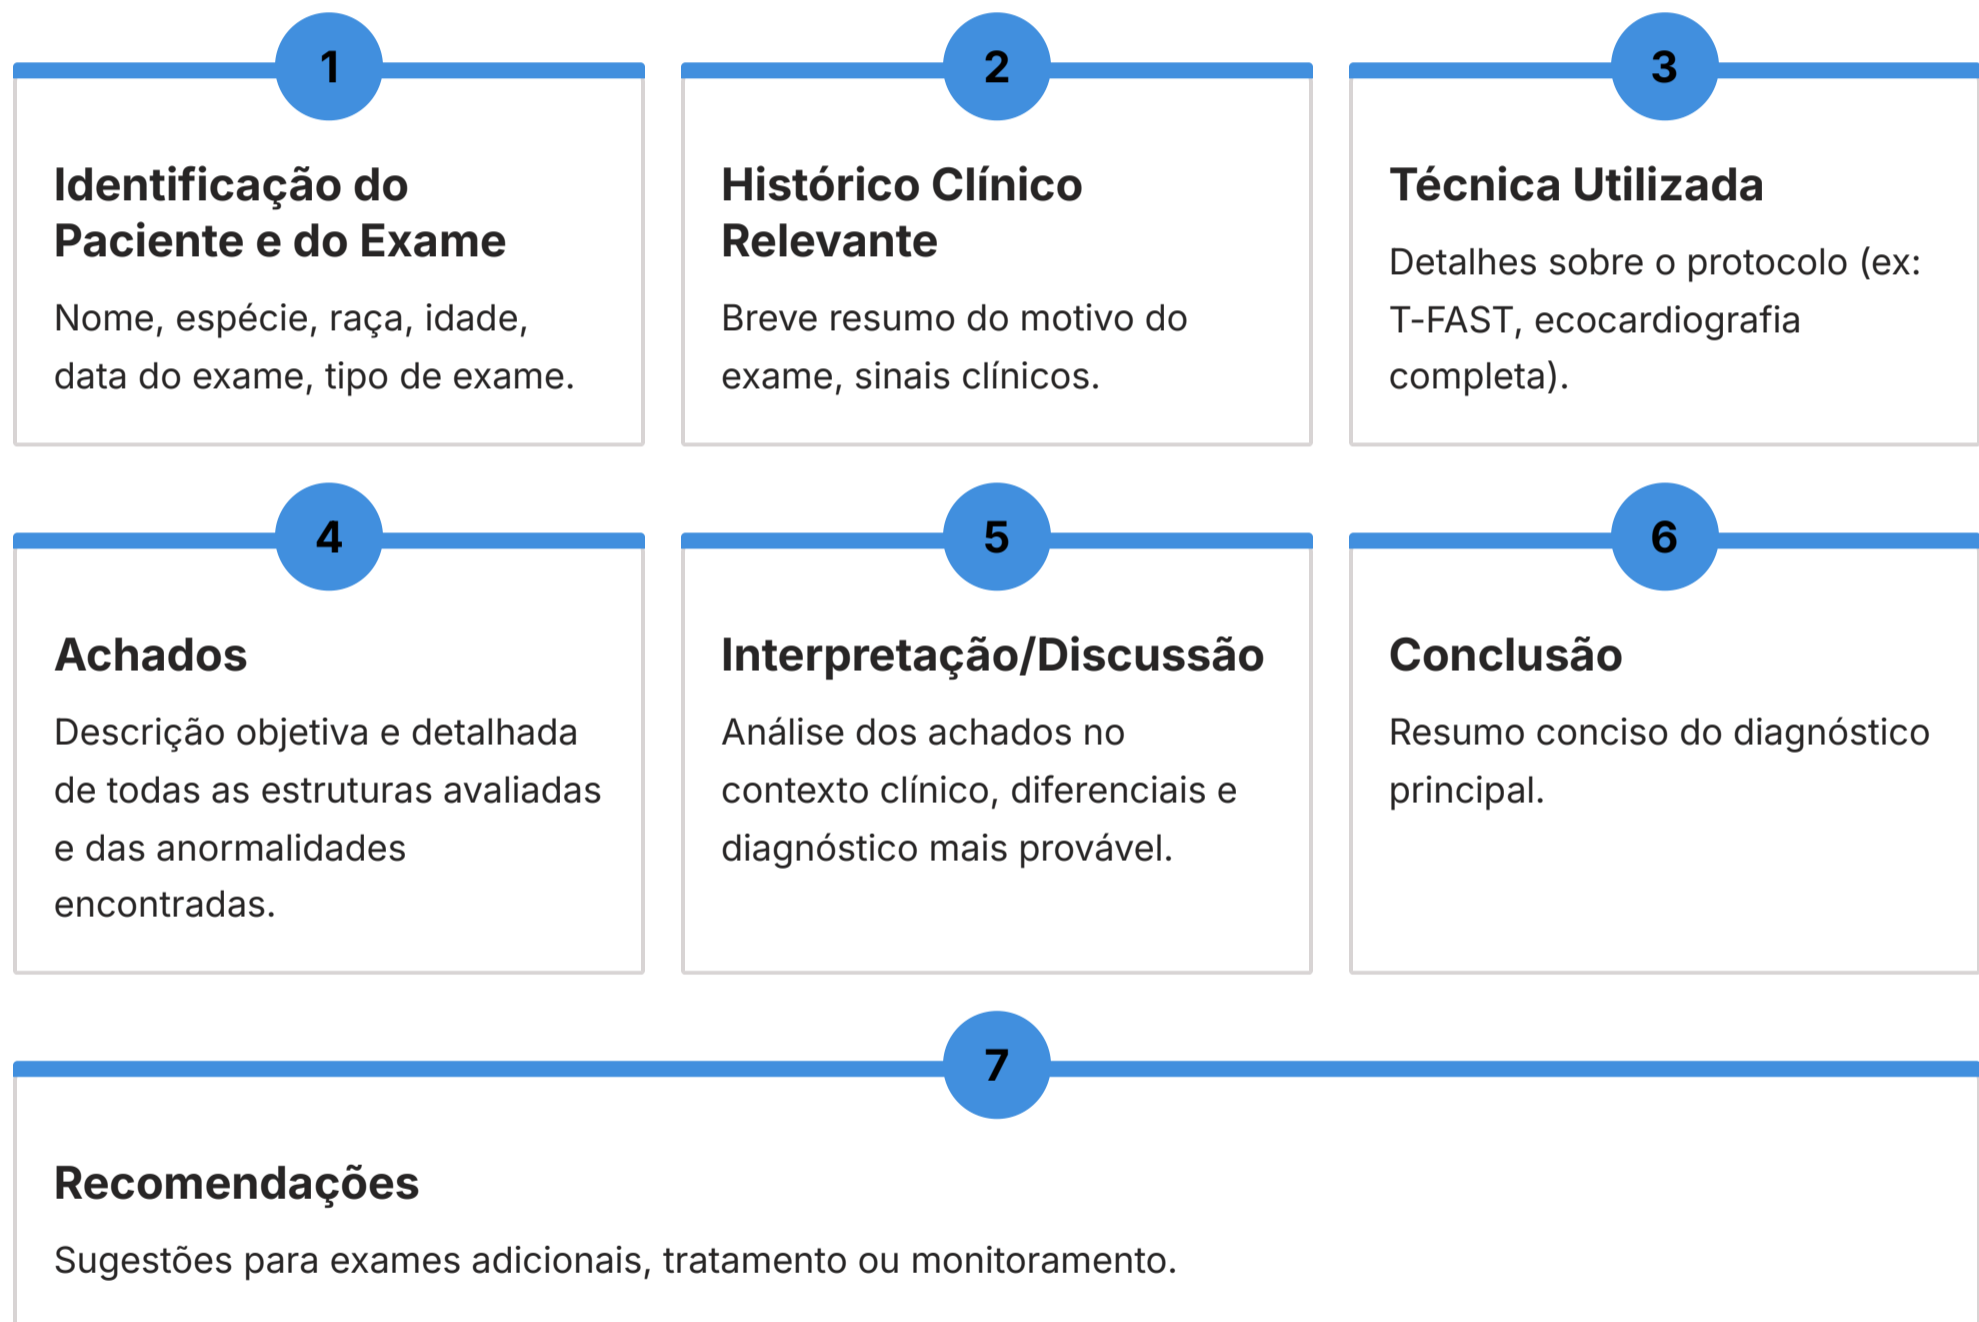 1
Identificação do
Paciente e do Exame
Nome, espécie, raça, idade,
data do exame, tipo de exame.
2
Histórico Clínico
Relevante
Breve resumo do motivo do
exame, sinais clínicos.
3
Técnica Utilizada
Detalhes sobre o protocolo (ex:
T-FAST, ecocardiografia
completa).
4
Achados
Descrição objetiva e detalhada
de todas as estruturas avaliadas
e das anormalidades
encontradas.
5
Interpretação/Discussão
Análise dos achados no
contexto clínico, diferenciais e
diagnóstico mais provável.
6
Conclusão
Resumo conciso do diagnóstico
principal.
7
Recomendações
Sugestões para exames adicionais, tratamento ou monitoramento.